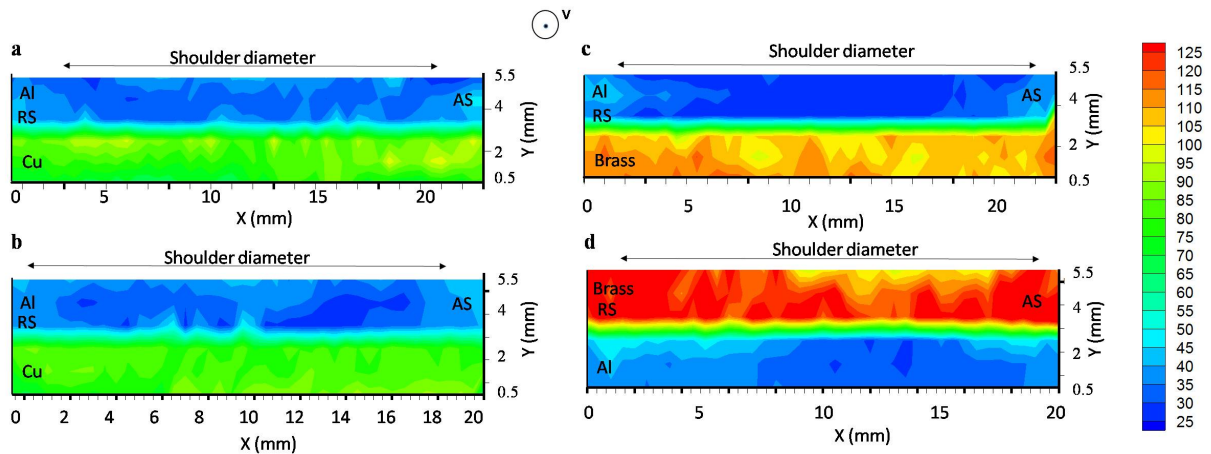 v
a
Shoulder diameter
Al
RS
AS
Cu
5.5
4
2
0.5
Y (mm)
0 5 10 15 20
X (mm)
b
Shoulder diameter
Al
RS
AS
Cu
5.5
4
2
0.5
Y (mm)
0 2 4 6 8 10 12 14 16 18 20
X (mm)
c
Shoulder diameter
Al
RS
AS
Brass
5.5
4
2
0.5
Y (mm)
0 5 10 15 20
X (mm)
d
Shoulder diameter
Brass
RS
AS
Al
5.5
4
2
0.5
Y (mm)
0 5 10 15 20
X (mm)
125
120
115
110
105
100
95
90
85
80
75
70
65
60
55
50
45
40
35
30
25